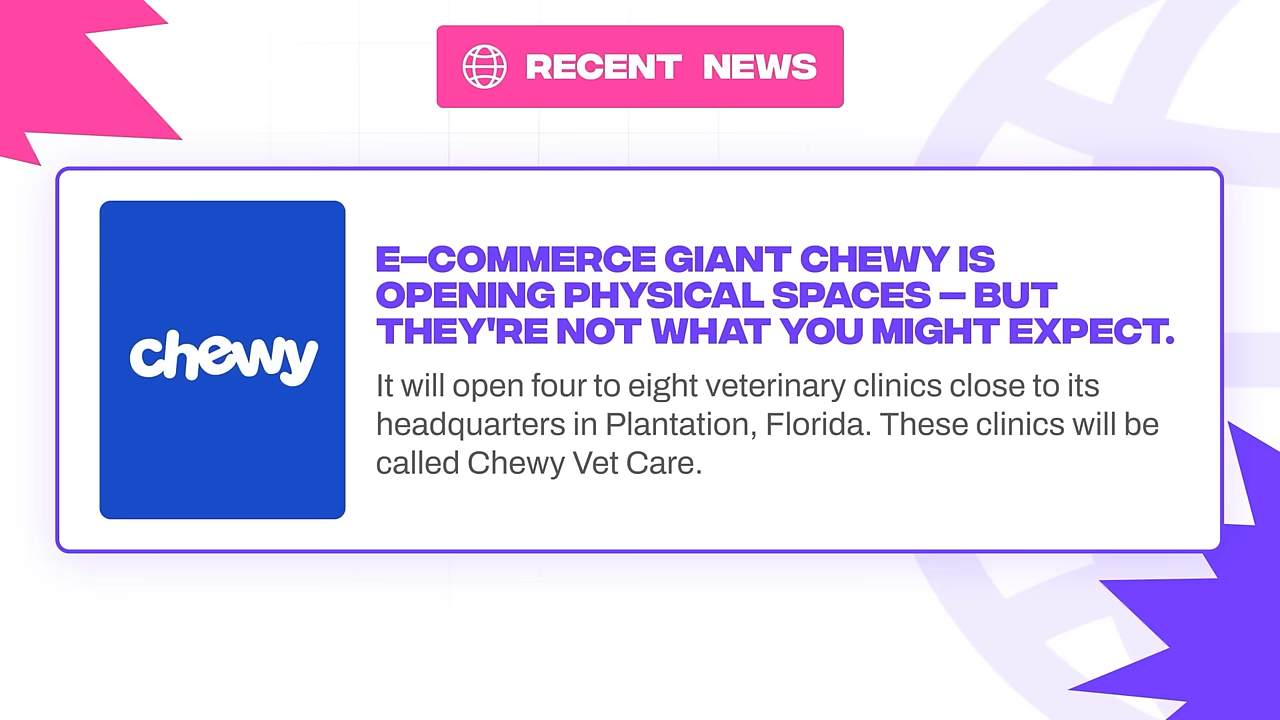 RECENT NEWS
chewy
E–COMMERCE GIANT CHEWY IS
OPENING PHYSICAL SPACES – BUT
THEY'RE NOT WHAT YOU MIGHT EXPECT.
It will open four to eight veterinary clinics close to its
headquarters in Plantation, Florida. These clinics will be
called Chewy Vet Care.